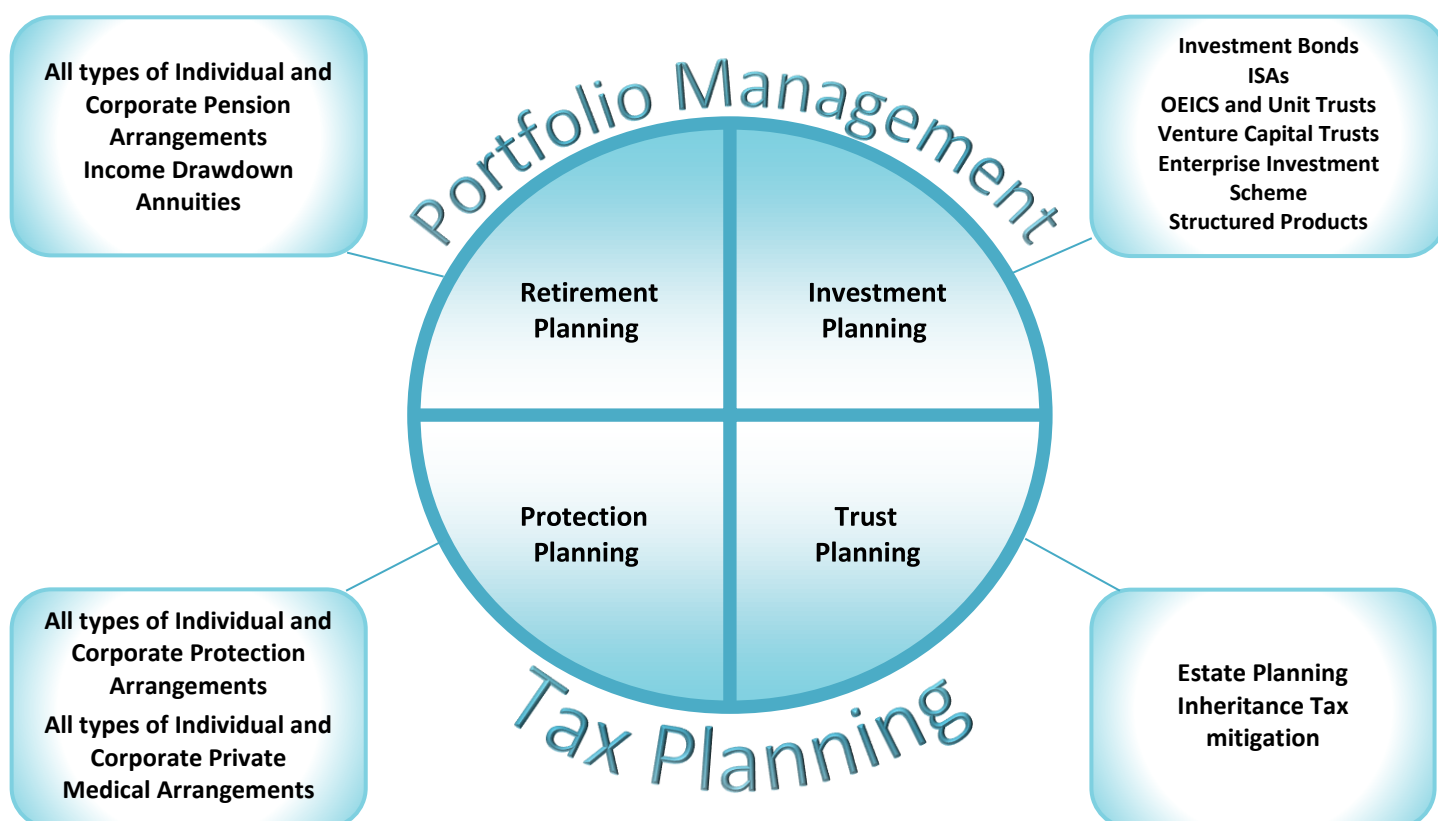 All types of Individual and
Corporate Pension
Arrangements
Income Drawdown
Annuities
Portfolio Management
Investment Bonds
ISAs
OEICS and Unit Trusts
Venture Capital Trusts
Enterprise Investment
Scheme
Structured Products
Retirement
Planning
Investment
Planning
Protection
Planning
Trust
Planning
All types of Individual and
Corporate Protection
Arrangements
All types of Individual and
Corporate Private
Medical Arrangements
Tax Planning
Estate Planning
Inheritance Tax
mitigation